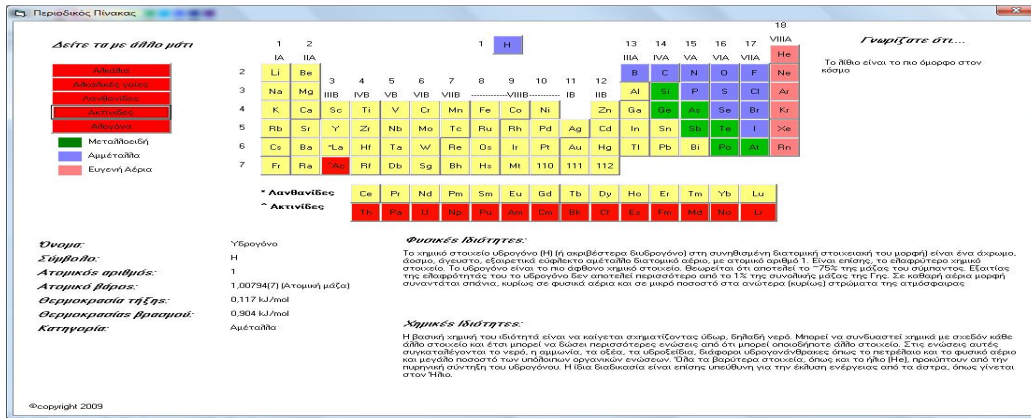 Περιοδικός Πίνακας
Δείτε τα με άλλο μάτι
Αλκάλια
Αλκαλικές γαίες
Λανθανίδες
Ακτινίδες
Αλογόνα
Μεταλλοειδή
Αμμέταλλα
Ευγενή Αέρια
1 2 1 H 13 14 15 16 17 18
IA IIA IIIA IVA VA VIA VIIA VIIIA
He
2 Li Be B C N O F Ne
3 4 5 6 7 8 9 10 11 12
3 Na Mg IIIB IVB VB VIB VIIB ----------VIIIB---------- IB IIB Al Si P S Cl Ar
4 K Ca Sc Ti V Cr Mn Fe Co Ni Zn Ga Ge As Se Br Kr
5 Rb Sr Y Zr Nb Mo Tc Ru Rh Pd Ag Cd In Sn Sb Te I Xe
6 Cs Ba *La Hf Ta W Re Os Ir Pt Au Hg Tl Pb Bi Po At Rn
7 Fr Ra ^Ac Rf Db Sg Bh Hs Mt 110 111 112
* Λανθανίδες Ce Pr Nd Pm Sm Eu Gd Tb Dy Ho Er Tm Yb Lu
^ Ακτινίδες Th Pa U Np Pu Am Cm Bk Cf Es Fm Md No Lr
Γνωρίζατε ότι...
Το λίθιο είναι το πιο όμορφο στον
κόσμο
Όνομα: Υδρογόνο
Σύμβολο: H
Ατομικός αριθμός: 1
Ατομικό βάρος: 1,00794(7) (Ατομική μάζα)
Θερμοκρασία τήξης: 0,117 kJ/mol
Θερμοκρασίας βρασμού: 0,904 kJ/mol
Κατηγορία: Αμέταλλα
Φυσικές Ιδιότητες:
Το χημικό στοιχείο υδρογόνο (H) (ή ακριβέστερα διυδρογόνο) στη συνηθισμένη διατομική στοιχειακή του μορφή) είναι ένα άχρωμο,
άοσμο, άγευστο, εξαιρετικά εύφλεκτο αμέταλλο διατομικό αέριο, με ατομικό αριθμό 1. Είναι επίσης, το ελαφρύτερο χημικό
στοιχείο. Το υδρογόνο είναι το πιο άφθονο χημικό στοιχείο. Θεωρείται ότι αποτελεί το ~75% της μάζας του σύμπαντος. Εξαιτίας
της ελαφρότητάς του το υδρογόνο δεν αποτελεί περισσότερο από το 1% της συνολικής μάζας της Γης. Σε καθαρή αέρια μορφή
συναντάται σπάνια, κυρίως σε φυσικά αέρια και σε μικρό ποσοστό στα ανώτερα (κυρίως) στρώματα της ατμόσφαιρας
Χημικές Ιδιότητες:
Η βασική χημική του ιδιότητά είναι να καίγεται σχηματίζοντας ύδωρ, δηλαδή νερό. Μπορεί να συνδυαστεί χημικά με σχεδόν κάθε
άλλο στοιχείο και έτσι μπορεί να δώσει περισσότερες ενώσεις από ότι μπορεί οποιοδήποτε άλλο στοιχείο. Στις ενώσεις αυτές
συγκαταλέγονται το νερό, η αμμωνία, τα οξέα, τα υδροξείδια, διάφοροι υδρογονάνθρακες όπως το πετρέλαιο και το φυσικό αέριο
και μεγάλο ποσοστό των υπόλοιπων οργανικών ενώσεων. Όλα τα βαρύτερα στοιχεία, όπως και το ήλιο (He), προκύπτουν από την
πυρηνική σύντηξη του υδρογόνου. Η ίδια διαδικασία είναι επίσης υπεύθυνη για την έκλυση ενέργειας από τα άστρα, όπως γίνεται
στον Ήλιο.
©copyright 2009